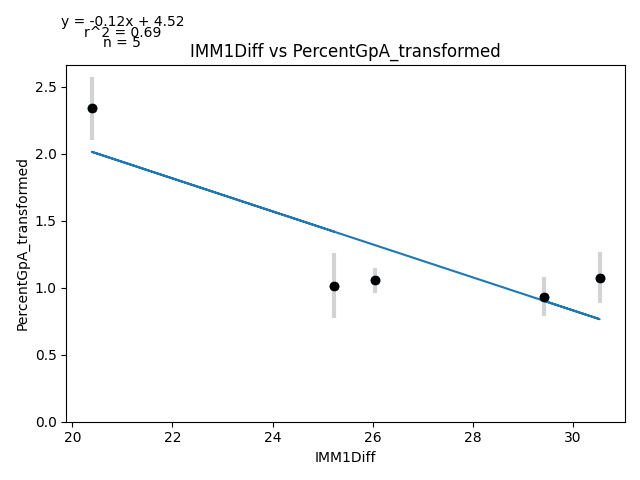 y = -0.12x + 4.52
r^2 = 0.69
n = 5
IMM1Diff vs PercentGpA_transformed
PercentGpA_transformed
2.5
2.0
1.5
1.0
0.5
0.0
20
22
24
26
28
30
IMM1Diff